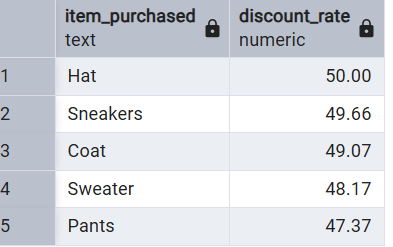 item_purchased discount_rate
text numeric
1 Hat 50.00
2 Sneakers 49.66
3 Coat 49.07
4 Sweater 48.17
5 Pants 47.37